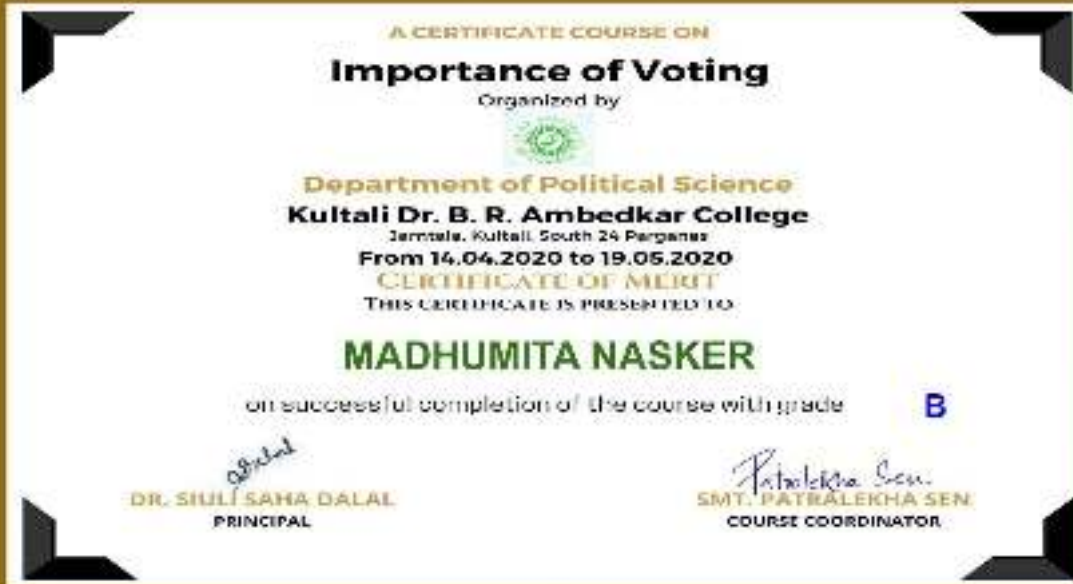 A CERTIFICATE COURSE ON
Importance of Voting
Organized by
Department of Political Science
Kultali Dr. B. R. Ambedkar College
Jamtala, Kultali, South 24 Parganas
From 14.04.2020 to 19.05.2020
CERTIFICATE OF MERIT
THIS CERTIFICATE IS PRESENTED TO
MADHUMITA NASKER
on successful completion of the course with grade B
DR. SIULI SAHA DALAL
PRINCIPAL
Patralekha Sen.
SMT. PATRALEKHA SEN
COURSE COORDINATOR